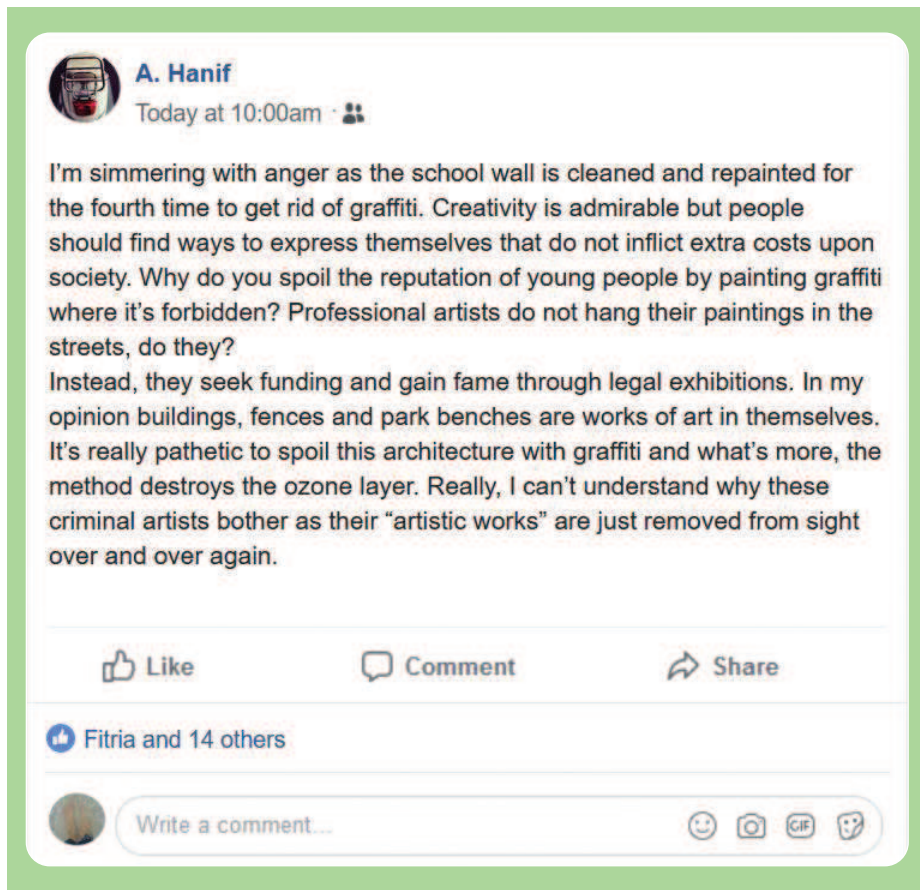 A. Hanif
Today at 10:00am ·
I'm simmering with anger as the school wall is cleaned and repainted for
the fourth time to get rid of graffiti. Creativity is admirable but people
should find ways to express themselves that do not inflict extra costs upon
society. Why do you spoil the reputation of young people by painting graffiti
where it's forbidden? Professional artists do not hang their paintings in the
streets, do they?
Instead, they seek funding and gain fame through legal exhibitions. In my
opinion buildings, fences and park benches are works of art in themselves.
It's really pathetic to spoil this architecture with graffiti and what's more, the
method destroys the ozone layer. Really, I can't understand why these
criminal artists bother as their “artistic works” are just removed from sight
over and over again.
Like Comment Share
Fitria and 14 others
Write a comment... GIF